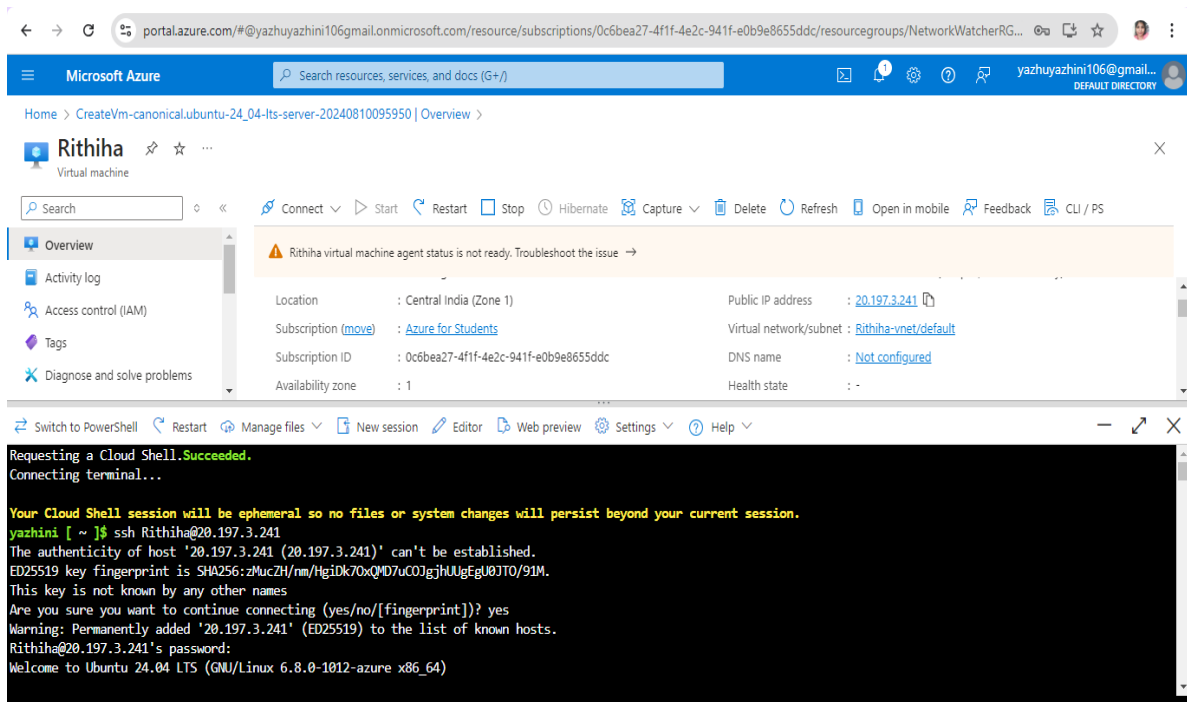 portal.azure.com/#@yazhuyazhini106gmail.onmicrosoft.com/resource/subscriptions/0c6bea27-4f1f-4e2c-941f-e0b9e8655ddc/resourcegroups/NetworkWatcherRG...
Microsoft Azure
Search resources, services, and docs (G+/)
1
yazhuyazhini106@gmail...
DEFAULT DIRECTORY
Home > CreateVm-canonical.ubuntu-24_04-lts-server-20240810095950 | Overview >
Rithiha
Virtual machine
Search
Connect Start Restart Stop Hibernate Capture Delete Refresh Open in mobile Feedback CLI / PS
Overview
Activity log
Access control (IAM)
Tags
Diagnose and solve problems
Rithiha virtual machine agent status is not ready. Troubleshoot the issue →
Location : Central India (Zone 1)
Subscription (move) : Azure for Students
Subscription ID : 0c6bea27-4f1f-4e2c-941f-e0b9e8655ddc
Availability zone : 1
Public IP address : 20.197.3.241
Virtual network/subnet : Rithiha-vnet/default
DNS name : Not configured
Health state : -
Switch to PowerShell Restart Manage files New session Editor Web preview Settings Help
Requesting a Cloud Shell.Succeeded.
Connecting terminal...
Your Cloud Shell session will be ephemeral so no files or system changes will persist beyond your current session.
yazhini [ ~ ]$ ssh Rithiha@20.197.3.241
The authenticity of host '20.197.3.241 (20.197.3.241)' can't be established.
ED25519 key fingerprint is SHA256:zMucZH/nm/HgiDk7OxQMD7uCOJgjhUUgEgU0JTO/91M.
This key is not known by any other names
Are you sure you want to continue connecting (yes/no/[fingerprint])? yes
Warning: Permanently added '20.197.3.241' (ED25519) to the list of known hosts.
Rithiha@20.197.3.241's password:
Welcome to Ubuntu 24.04 LTS (GNU/Linux 6.8.0-1012-azure x86_64)